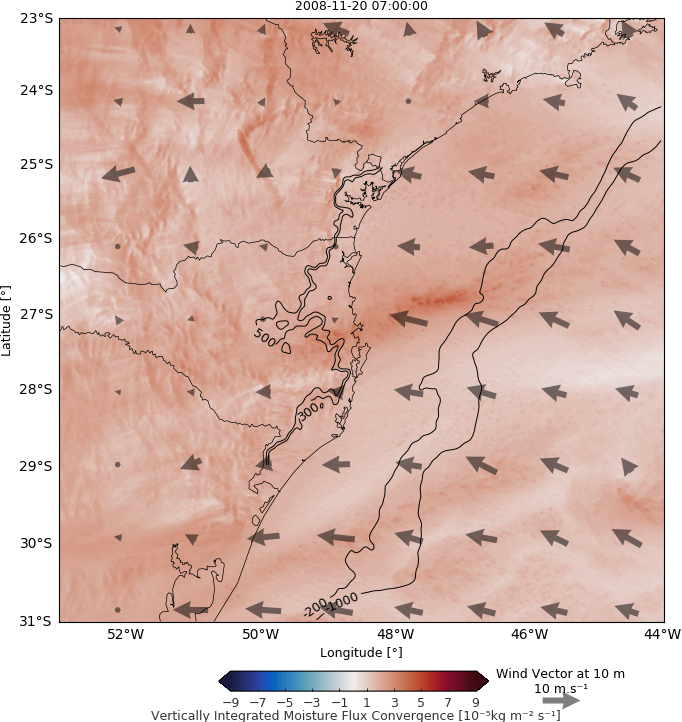 2008-11-20 07:00:00
23°S
24°S
25°S
26°S
27°S
28°S
29°S
30°S
31°S
Latitude [°]
500
300
-200
-1000
52°W 50°W 48°W 46°W 44°W
Longitude [°]
Wind Vector at 10 m
10 m.s⁻¹
−9 −7 −5 −3 −1 1 3 5 7 9
Vertically Integrated Moisture Flux Convergence [10⁻⁵kg m⁻² s⁻¹]